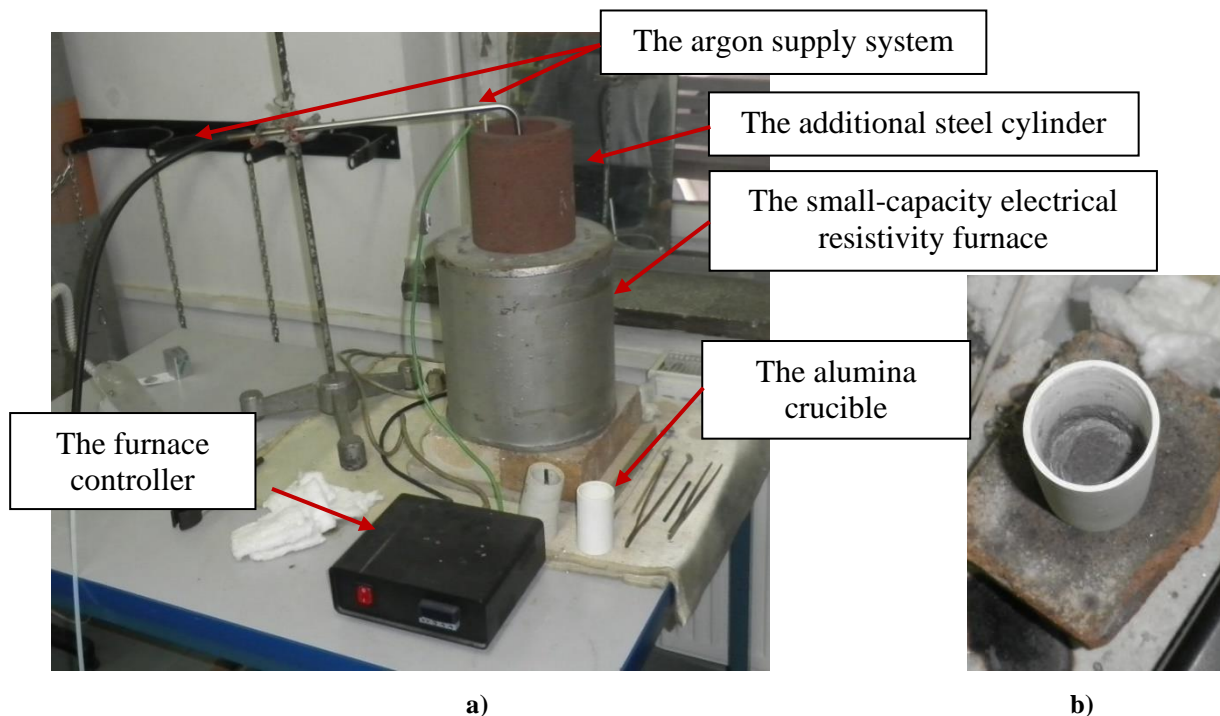 The argon supply system
The additional steel cylinder
The small-capacity electrical
resistivity furnace
The alumina
crucible
The furnace
controller
a)
b)